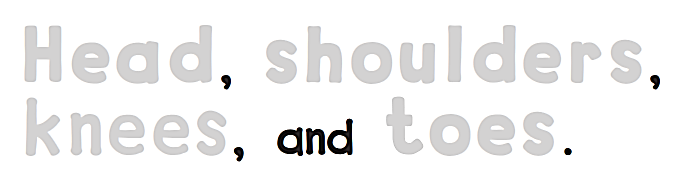 Head, shoulders,
knees, and toes.